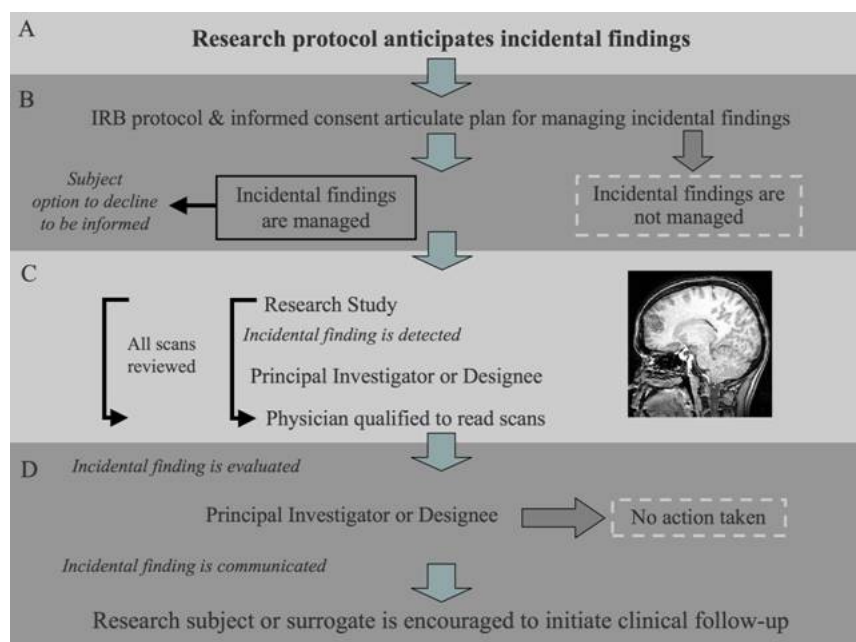 A
Research protocol anticipates incidental findings
B
IRB protocol & informed consent articulate plan for managing incidental findings
Subject
option to decline
to be informed
Incidental findings
are managed
Incidental findings are
not managed
C
All scans
reviewed
Research Study
Incidental finding is detected
Principal Investigator or Designee
Physician qualified to read scans
D
Incidental finding is evaluated
Principal Investigator or Designee
No action taken
Incidental finding is communicated
Research subject or surrogate is encouraged to initiate clinical follow-up